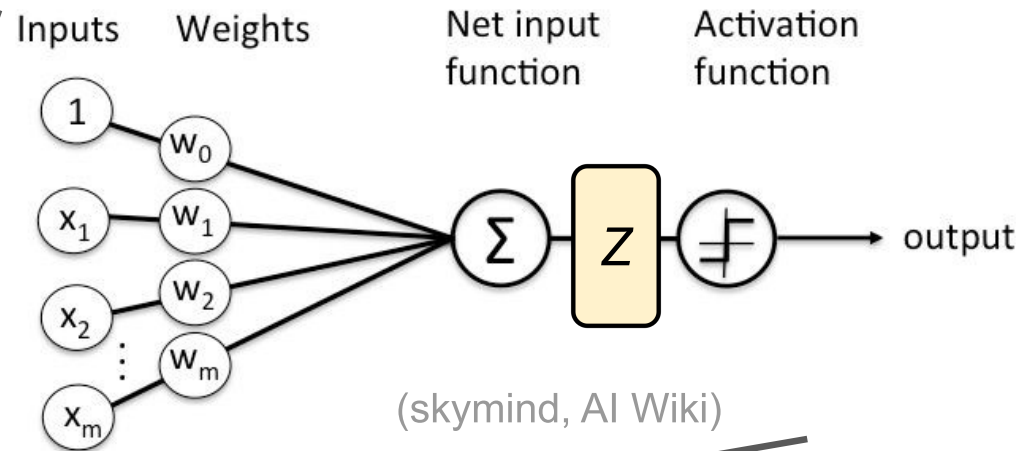 Inputs Weights Net input function Activation function
1
w0
x1
w1
x2
w2
⋮
xm
wm
Σ
Z
output
(skymind, AI Wiki)